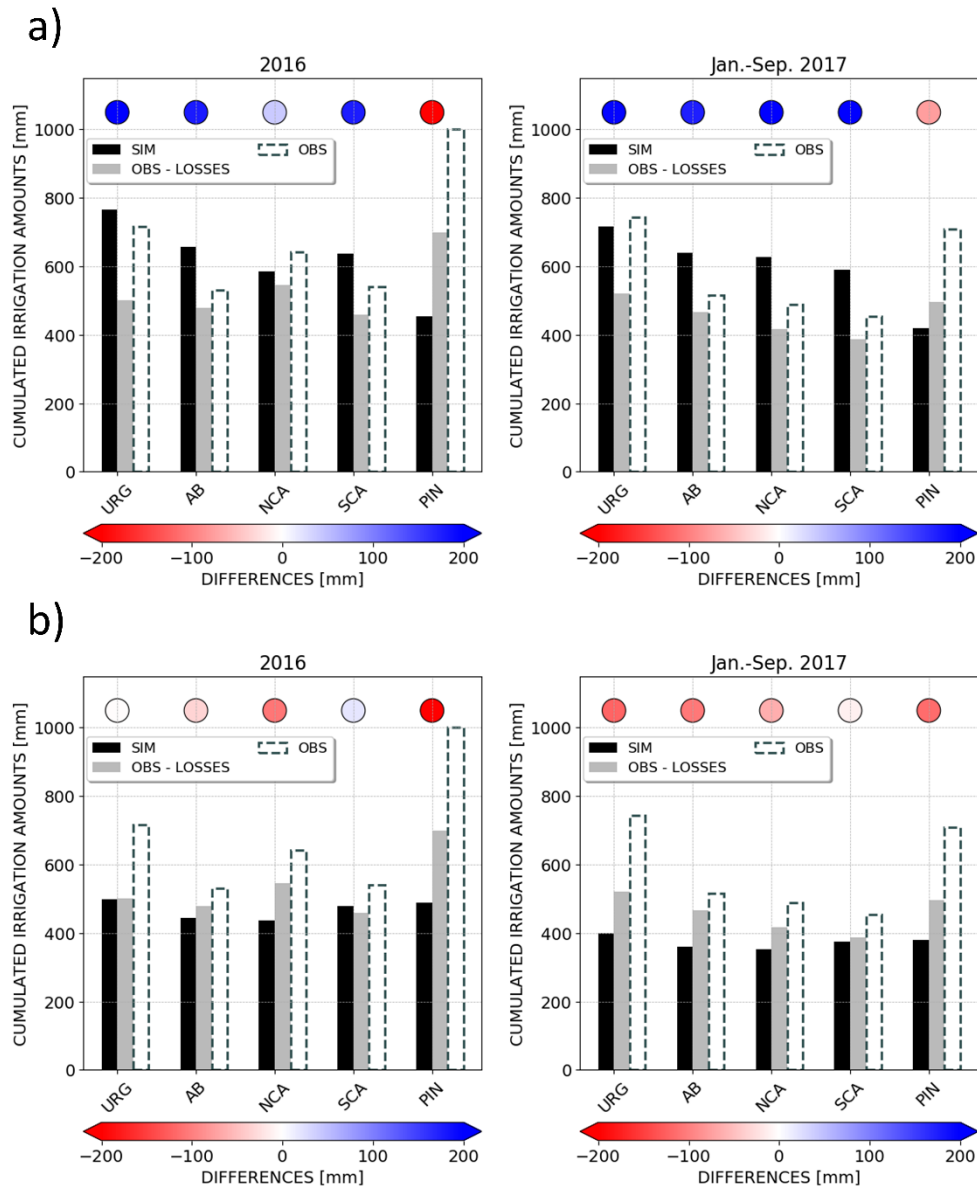 a)
2016
CUMULATED IRRIGATION AMOUNTS [mm]
1000
800
600
400
200
0
SIM
OBS - LOSSES
OBS
URG AB NCA SCA PIN
−200 −100 0 100 200
DIFFERENCES [mm]
Jan.-Sep. 2017
CUMULATED IRRIGATION AMOUNTS [mm]
1000
800
600
400
200
0
SIM
OBS - LOSSES
OBS
URG AB NCA SCA PIN
−200 −100 0 100 200
DIFFERENCES [mm]
b)
2016
CUMULATED IRRIGATION AMOUNTS [mm]
1000
800
600
400
200
0
SIM
OBS - LOSSES
OBS
URG AB NCA SCA PIN
−200 −100 0 100 200
DIFFERENCES [mm]
Jan.-Sep. 2017
CUMULATED IRRIGATION AMOUNTS [mm]
1000
800
600
400
200
0
SIM
OBS - LOSSES
OBS
URG AB NCA SCA PIN
−200 −100 0 100 200
DIFFERENCES [mm]